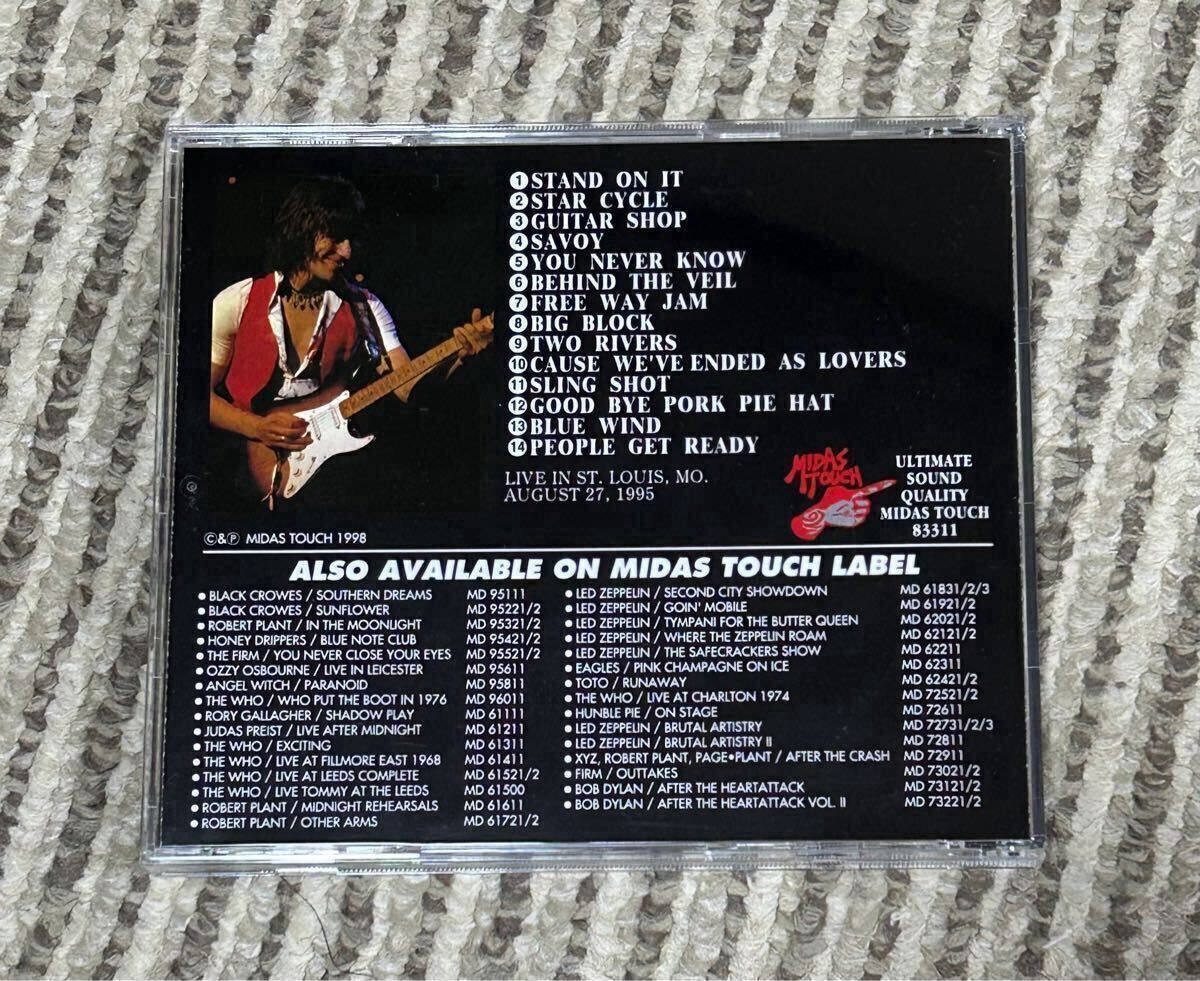 ❶STAND ON IT
❷STAR CYCLE
❸GUITAR SHOP
❹SAVOY
❺YOU NEVER KNOW
❻BEHIND THE VEIL
❼FREE WAY JAM
❽BIG BLOCK
❾TWO RIVERS
❿CAUSE WE'VE ENDED AS LOVERS
⓫SLING SHOT
⓬GOOD BYE PORK PIE HAT
⓭BLUE WIND
⓮PEOPLE GET READY
LIVE IN ST. LOUIS, MO.
AUGUST 27, 1995
MIDAS
TOUCH
ULTIMATE
SOUND
QUALITY
MIDAS TOUCH
83311
©&℗ MIDAS TOUCH 1998
ALSO AVAILABLE ON MIDAS TOUCH LABEL
● BLACK CROWES / SOUTHERN DREAMS MD 95111
● BLACK CROWES / SUNFLOWER MD 95221/2
● ROBERT PLANT / IN THE MOONLIGHT MD 95321/2
● HONEY DRIPPERS / BLUE NOTE CLUB MD 95421/2
● THE FIRM / YOU NEVER CLOSE YOUR EYES MD 95521/2
● OZZY OSBOURNE / LIVE IN LEICESTER MD 95611
● ANGEL WITCH / PARANOID MD 95811
● THE WHO / WHO PUT THE BOOT IN 1976 MD 96011
● RORY GALLAGHER / SHADOW PLAY MD 61111
● JUDAS PREIST / LIVE AFTER MIDNIGHT MD 61211
● THE WHO / EXCITING MD 61311
● THE WHO / LIVE AT FILLMORE EAST 1968 MD 61411
● THE WHO / LIVE AT LEEDS COMPLETE MD 61521/2
● THE WHO / LIVE TOMMY AT THE LEEDS MD 61500
● ROBERT PLANT / MIDNIGHT REHEARSALS MD 61611
● ROBERT PLANT / OTHER ARMS MD 61721/2
● LED ZEPPELIN / SECOND CITY SHOWDOWN MD 61831/2/3
● LED ZEPPELIN / GOIN' MOBILE MD 61921/2
● LED ZEPPELIN / TYMPANI FOR THE BUTTER QUEEN MD 62021/2
● LED ZEPPELIN / WHERE THE ZEPPELIN ROAM MD 62121/2
● LED ZEPPELIN / THE SAFECRACKERS SHOW MD 62211
● EAGLES / PINK CHAMPAGNE ON ICE MD 62311
● TOTO / RUNAWAY MD 62421/2
● THE WHO / LIVE AT CHARLTON 1974 MD 72521/2
● HUNBLE PIE / ON STAGE MD 72611
● LED ZEPPELIN / BRUTAL ARTISTRY MD 72731/2/3
● LED ZEPPELIN / BRUTAL ARTISTRY II MD 72811
● XYZ, ROBERT PLANT, PAGE●PLANT / AFTER THE CRASH MD 72911
● FIRM / OUTTAKES MD 73021/2
● BOB DYLAN / AFTER THE HEARTATTACK MD 73121/2
● BOB DYLAN / AFTER THE HEARTATTACK VOL. II MD 73221/2